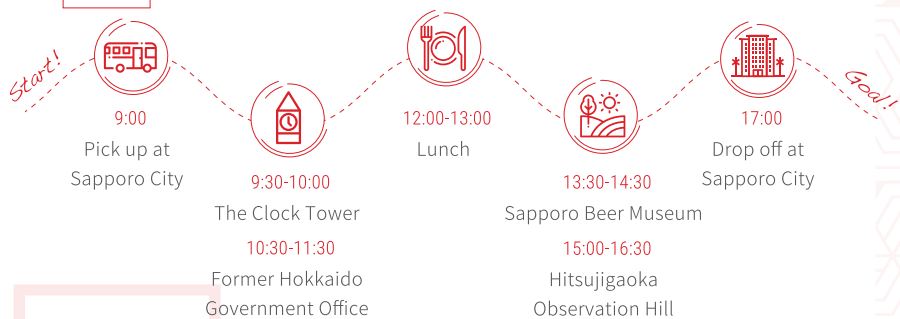 Start!
9:00
Pick up at
Sapporo City
9:30-10:00
The Clock Tower
10:30-11:30
Former Hokkaido
Government Office
12:00-13:00
Lunch
13:30-14:30
Sapporo Beer Museum
15:00-16:30
Hitsujigaoka
Observation Hill
17:00
Drop off at
Sapporo City
Goal!